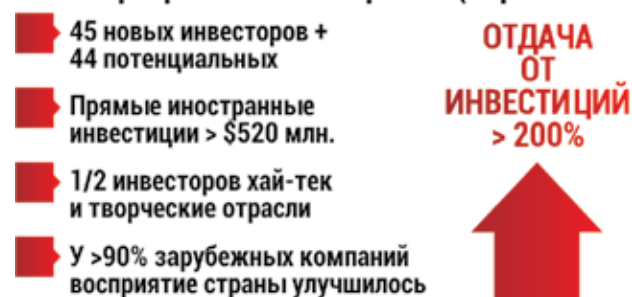 45 новых инвесторов +
44 потенциальных
Прямые иностранные
инвестиции > $520 млн.
1/2 инвесторов хай-тек
и творческие отрасли
У >90% зарубежных компаний
восприятие страны улучшилось
ОТДАЧА
ОТ
ИНВЕСТИЦИЙ
> 200%